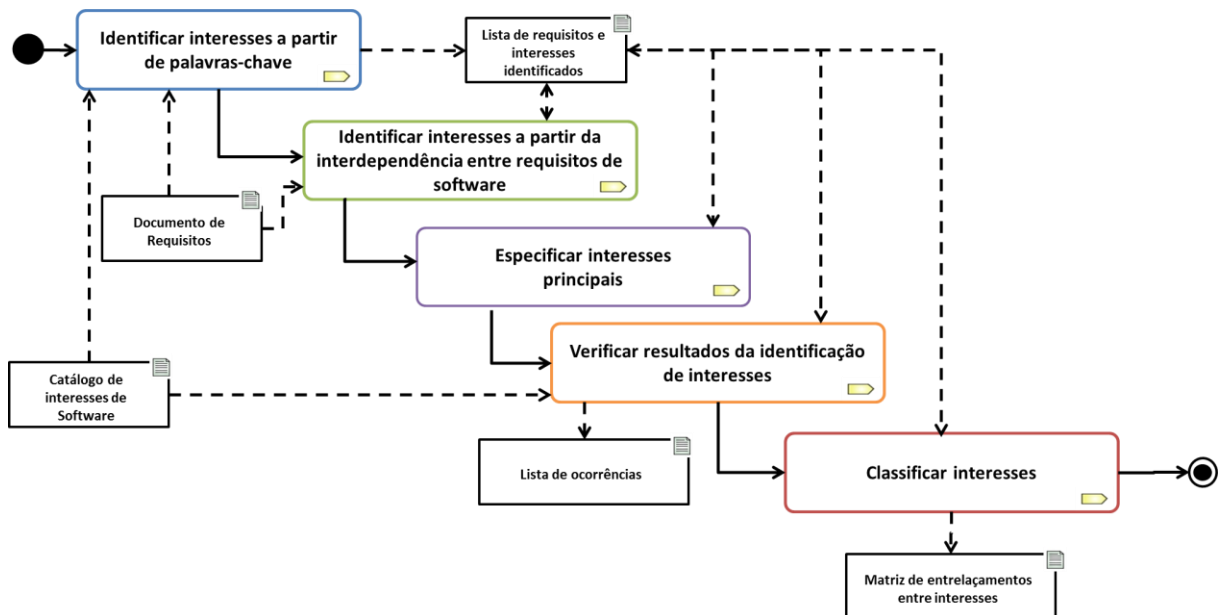 Identificar interesses a partir
de palavras-chave
Lista de requisitos e
interesses
identificados
Identificar interesses a partir da
interdependência entre requisitos de
software
Documento de
Requisitos
Especificar interesses
principais
Verificar resultados da identificação
de interesses
Catálogo de
interesses de
Software
Lista de ocorrências
Classificar interesses
Matriz de entrelaçamentos
entre interesses